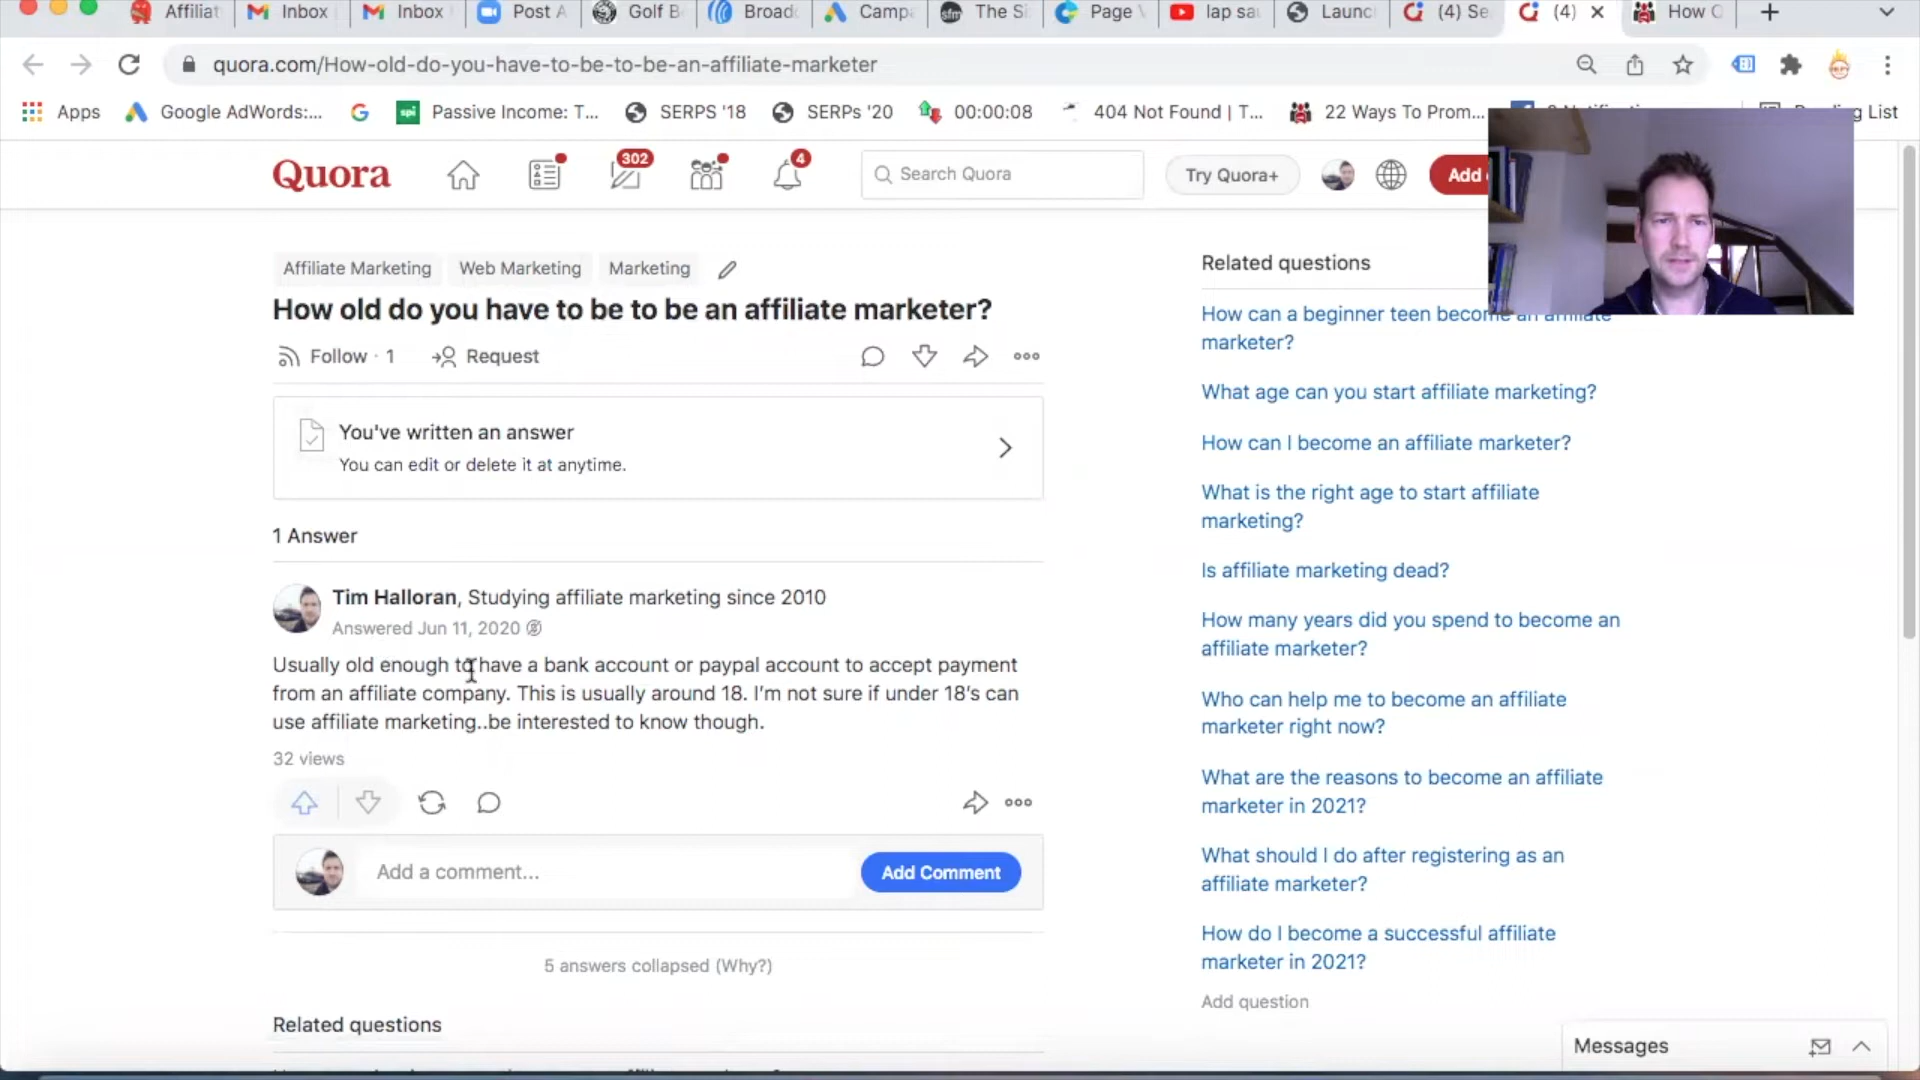 Affiliat Inbox Inbox Post A Golf B Broad Camp The Si Page lap sa Launc (4) Se (4) How
quora.com/How-old-do-you-have-to-be-to-be-an-affiliate-marketer
Apps Google AdWords:... Passive Income: T... SERPS '18 SERPs '20 00:00:08 404 Not Found | T... 22 Ways To Prom... List
Quora 302 4 Search Quora Try Quora+ Add
Affiliate Marketing Web Marketing Marketing
How old do you have to be to be an affiliate marketer?
Follow · 1 Request
You've written an answer
You can edit or delete it at anytime.
1 Answer
Tim Halloran, Studying affiliate marketing since 2010
Answered Jun 11, 2020
Usually old enough to have a bank account or paypal account to accept payment
from an affiliate company. This is usually around 18. I'm not sure if under 18's can
use affiliate marketing..be interested to know though.
32 views
Add a comment... Add Comment
5 answers collapsed (Why?)
Related questions
Related questions
How can a beginner teen become an affiliate
marketer?
What age can you start affiliate marketing?
How can I become an affiliate marketer?
What is the right age to start affiliate
marketing?
Is affiliate marketing dead?
How many years did you spend to become an
affiliate marketer?
Who can help me to become an affiliate
marketer right now?
What are the reasons to become an affiliate
marketer in 2021?
What should I do after registering as an
affiliate marketer?
How do I become a successful affiliate
marketer in 2021?
Add question
Messages